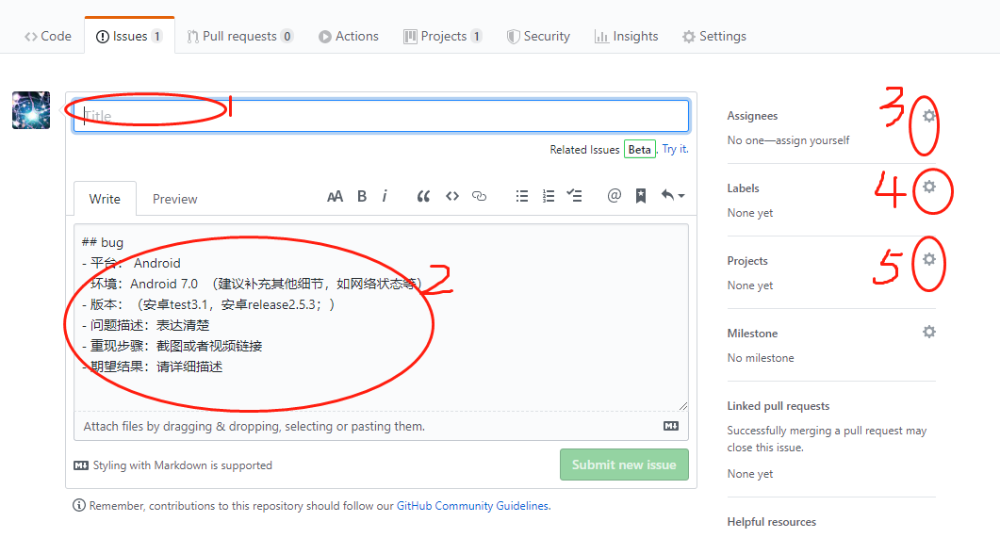 Code Issues 1 Pull requests 0 Actions Projects 1 Security Insights Settings
Title 1
Related Issues Beta. Try it.
Write Preview AA B i
## bug
- 平台： Android
- 环境：Android 7.0 （建议补充其他细节，如网络状态等） 2
- 版本：（安卓test3.1，安卓release2.5.3；）
- 问题描述：表达清楚
- 重现步骤：截图或者视频链接
- 期望结果：请详细描述
Attach files by dragging & dropping, selecting or pasting them.
Styling with Markdown is supported
Submit new issue
Remember, contributions to this repository should follow our GitHub Community Guidelines.
Assignees 3
No one—assign yourself
Labels 4
None yet
Projects 5
None yet
Milestone
No milestone
Linked pull requests
Successfully merging a pull request may
close this issue.
None yet
Helpful resources